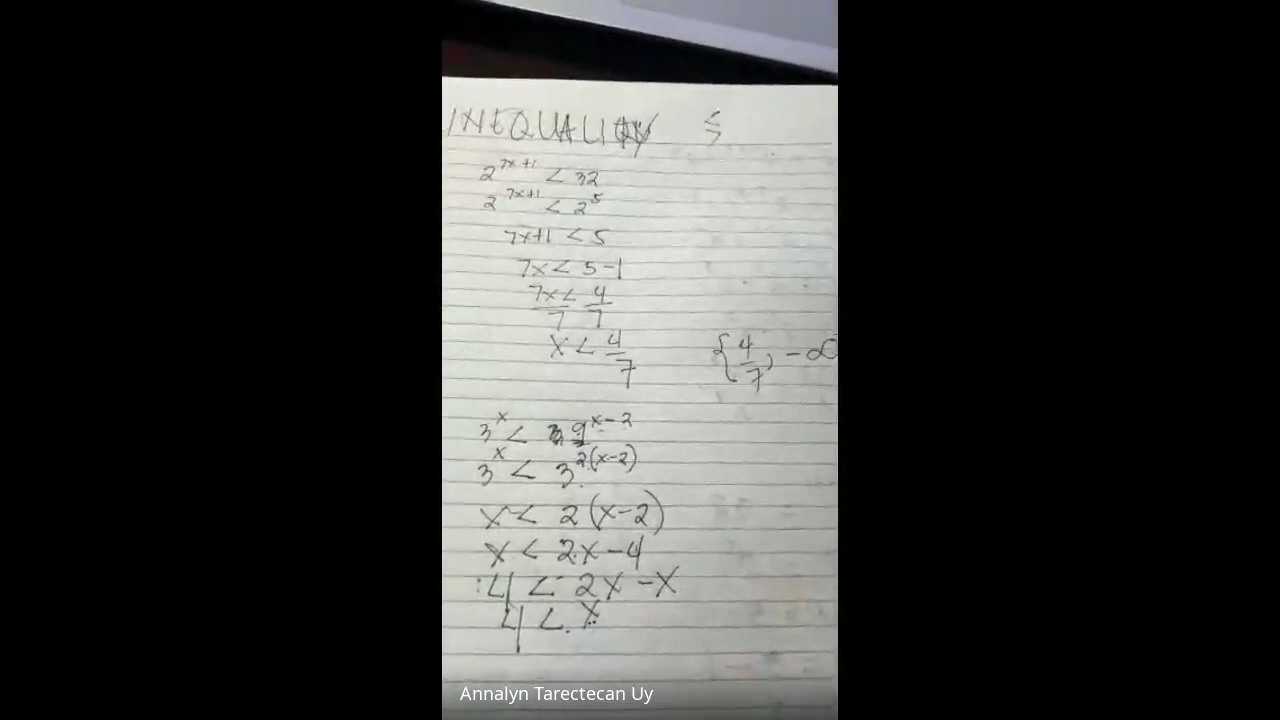 INEQUALITY < >
2^{7x+1} < 32
2^{7x+1} < 2^5
7x+1 < 5
7x < 5-1
7x/7 < 4/7
x < 4/7 {4/7, -∞
3^x < 9^{x-2}
3^x < 3^{2(x-2)}
x < 2(x-2)
x < 2x-4
4 < 2x-x
4 < x
Annalyn Tarectecan Uy